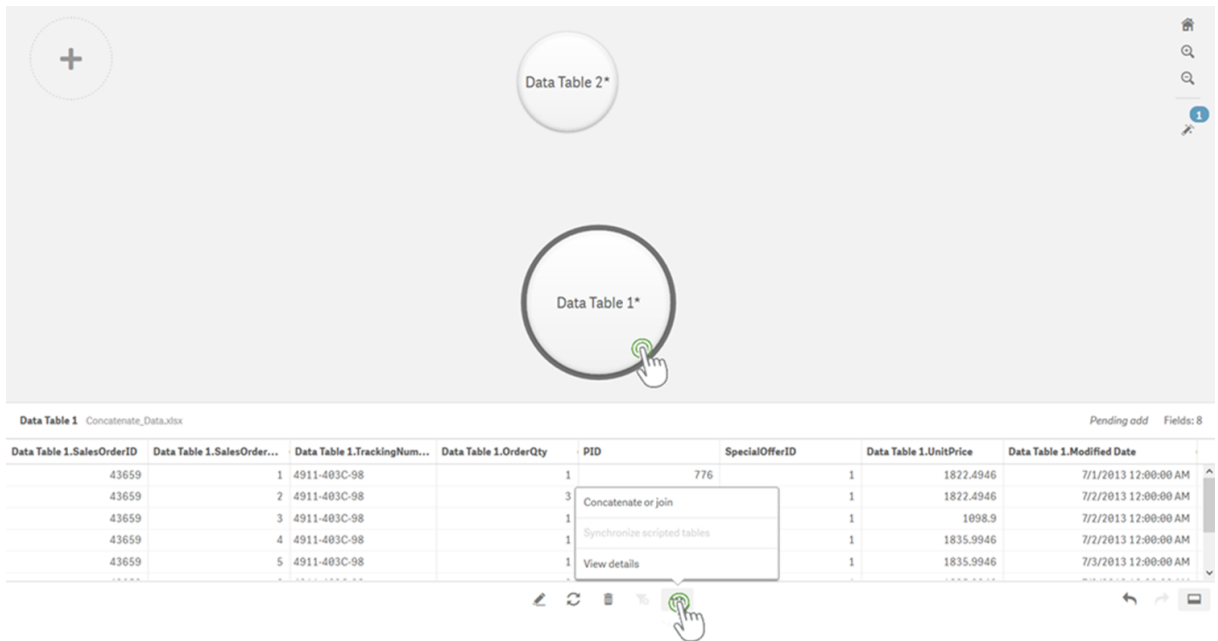 Data Table 2*
1
Data Table 1*
Data Table 1 Concatenate_Data.xlsx Pending add Fields: 8
Data Table 1.SalesOrderID Data Table 1.SalesOrder... Data Table 1.TrackingNum... Data Table 1.OrderQty PID SpecialOfferID Data Table 1.UnitPrice Data Table 1.Modified Date
43659 1 4911-403C-98 1 776 1 1822.4946 7/1/2013 12:00:00 AM
43659 2 4911-403C-98 3 1 1822.4946 7/2/2013 12:00:00 AM
43659 3 4911-403C-98 1 1 1098.9 7/2/2013 12:00:00 AM
43659 4 4911-403C-98 1 1 1835.9946 7/2/2013 12:00:00 AM
43659 5 4911-403C-98 1 1 1835.9946 7/3/2013 12:00:00 AM
Concatenate or join
Synchronize scripted tables
View details